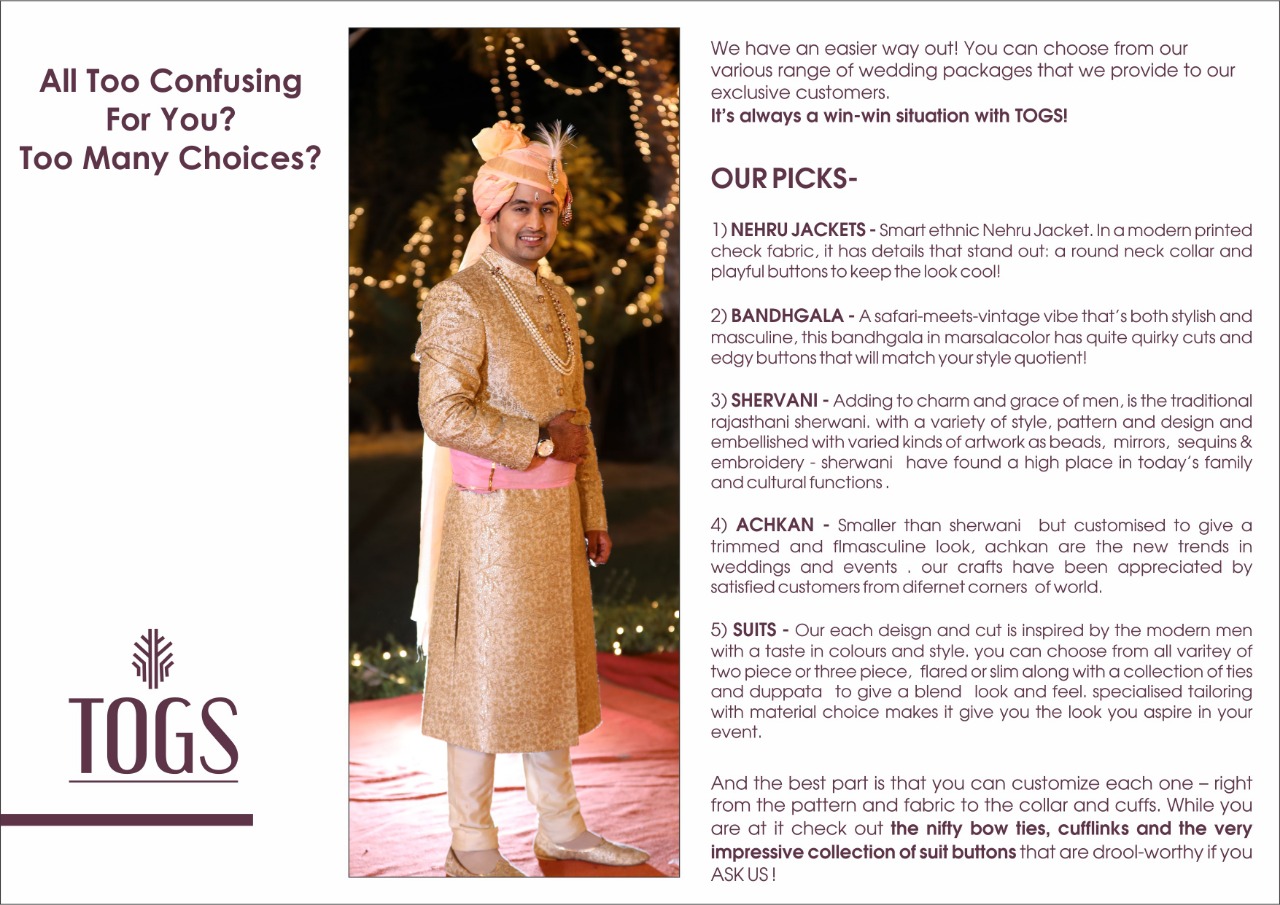 All Too Confusing
For You?
Too Many Choices?
TOGS
We have an easier way out! You can choose from our
various range of wedding packages that we provide to our
exclusive customers.
It's always a win-win situation with TOGS!
OUR PICKS-
1) NEHRU JACKETS - Smart ethnic Nehru Jacket. In a modern printed
check fabric, it has details that stand out: a round neck collar and
playful buttons to keep the look cool!
2) BANDHGALA - A safari-meets-vintage vibe that's both stylish and
masculine, this bandhgala in marsalacolor has quite quirky cuts and
edgy buttons that will match your style quotient!
3) SHERVANI - Adding to charm and grace of men, is the traditional
rajasthani sherwani. with a variety of style, pattern and design and
embellished with varied kinds of artwork as beads, mirrors, sequins &
embroidery - sherwani have found a high place in today's family
and cultural functions .
4) ACHKAN - Smaller than sherwani but customised to give a
trimmed and flmasculine look, achkan are the new trends in
weddings and events . our crafts have been appreciated by
satisfied customers from difernet corners of world.
5) SUITS - Our each deisgn and cut is inspired by the modern men
with a taste in colours and style. you can choose from all varitey of
two piece or three piece, flared or slim along with a collection of ties
and duppata to give a blend look and feel. specialised tailoring
with material choice makes it give you the look you aspire in your
event.
And the best part is that you can customize each one – right
from the pattern and fabric to the collar and cuffs. While you
are at it check out the nifty bow ties, cufflinks and the very
impressive collection of suit buttons that are drool-worthy if you
ASK US !